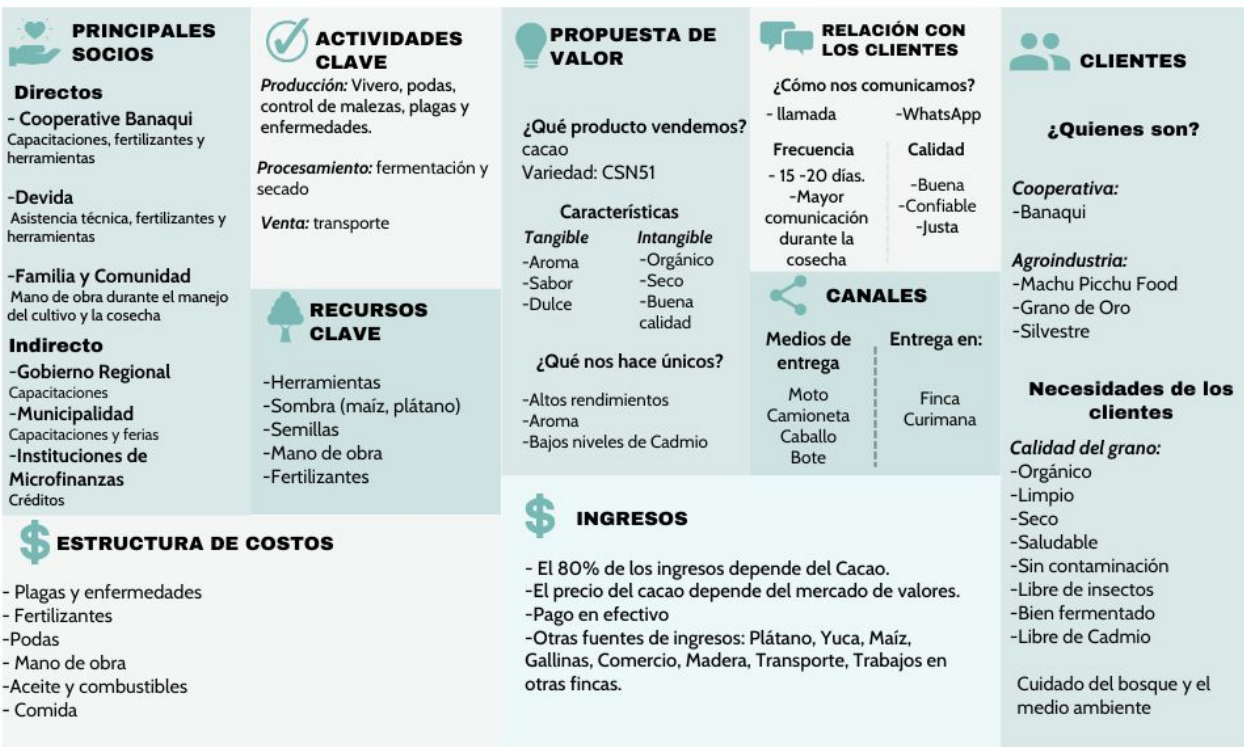 PRINCIPALES
SOCIOS
Directos
- Cooperative Banaqui
Capacitaciones, fertilizantes y
herramientas
-Devida
Asistencia técnica, fertilizantes y
herramientas
-Familia y Comunidad
Mano de obra durante el manejo
del cultivo y la cosecha
Indirecto
-Gobierno Regional
Capacitaciones
-Municipalidad
Capacitaciones y ferias
-Instituciones de
Microfinanzas
Créditos
ACTIVIDADES
CLAVE
Producción: Vivero, podas,
control de malezas, plagas y
enfermedades.
Procesamiento: fermentación y
secado
Venta: transporte
RECURSOS
CLAVE
-Herramientas
-Sombra (maíz, plátano)
-Semillas
-Mano de obra
-Fertilizantes
PROPUESTA DE
VALOR
¿Qué producto vendemos?
cacao
Variedad: CSN51
Características
Tangible
-Aroma
-Sabor
-Dulce
Intangible
-Orgánico
-Seco
-Buena
calidad
¿Qué nos hace únicos?
-Altos rendimientos
-Aroma
-Bajos niveles de Cadmio
RELACIÓN CON
LOS CLIENTES
¿Cómo nos comunicamos?
- llamada
-WhatsApp
Frecuencia
- 15 -20 días.
-Mayor
comunicación
durante la
cosecha
Calidad
-Buena
-Confiable
-Justa
CANALES
Medios de
entrega
Moto
Camioneta
Caballo
Bote
Entrega en:
Finca
Curimana
CLIENTES
¿Quienes son?
Cooperativa:
-Banaqui
Agroindustria:
-Machu Picchu Food
-Grano de Oro
-Silvestre
Necesidades de los
clientes
Calidad del grano:
-Orgánico
-Limpio
-Seco
-Saludable
-Sin contaminación
-Libre de insectos
-Bien fermentado
-Libre de Cadmio
Cuidado del bosque y el
medio ambiente
ESTRUCTURA DE COSTOS
- Plagas y enfermedades
- Fertilizantes
-Podas
- Mano de obra
-Aceite y combustibles
- Comida
INGRESOS
- El 80% de los ingresos depende del Cacao.
-El precio del cacao depende del mercado de valores.
-Pago en efectivo
-Otras fuentes de ingresos: Plátano, Yuca, Maíz,
Gallinas, Comercio, Madera, Transporte, Trabajos en
otras fincas.